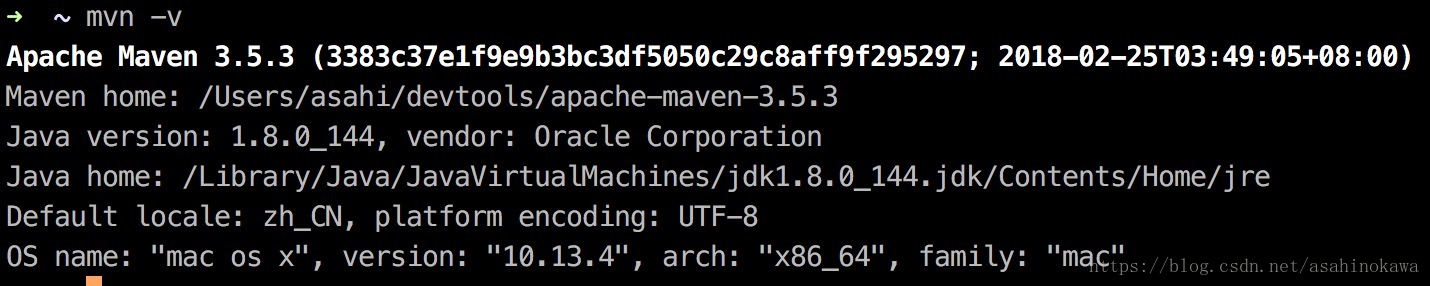 ➜  ~ mvn -v
Apache Maven 3.5.3 (3383c37e1f9e9b3bc3df5050c29c8aff9f295297; 2018-02-25T03:49:05+08:00)
Maven home: /Users/asahi/devtools/apache-maven-3.5.3
Java version: 1.8.0_144, vendor: Oracle Corporation
Java home: /Library/Java/JavaVirtualMachines/jdk1.8.0_144.jdk/Contents/Home/jre
Default locale: zh_CN, platform encoding: UTF-8
OS name: "mac os x", version: "10.13.4", arch: "x86_64", family: "mac"
https://blog.csdn.net/asahinokawa